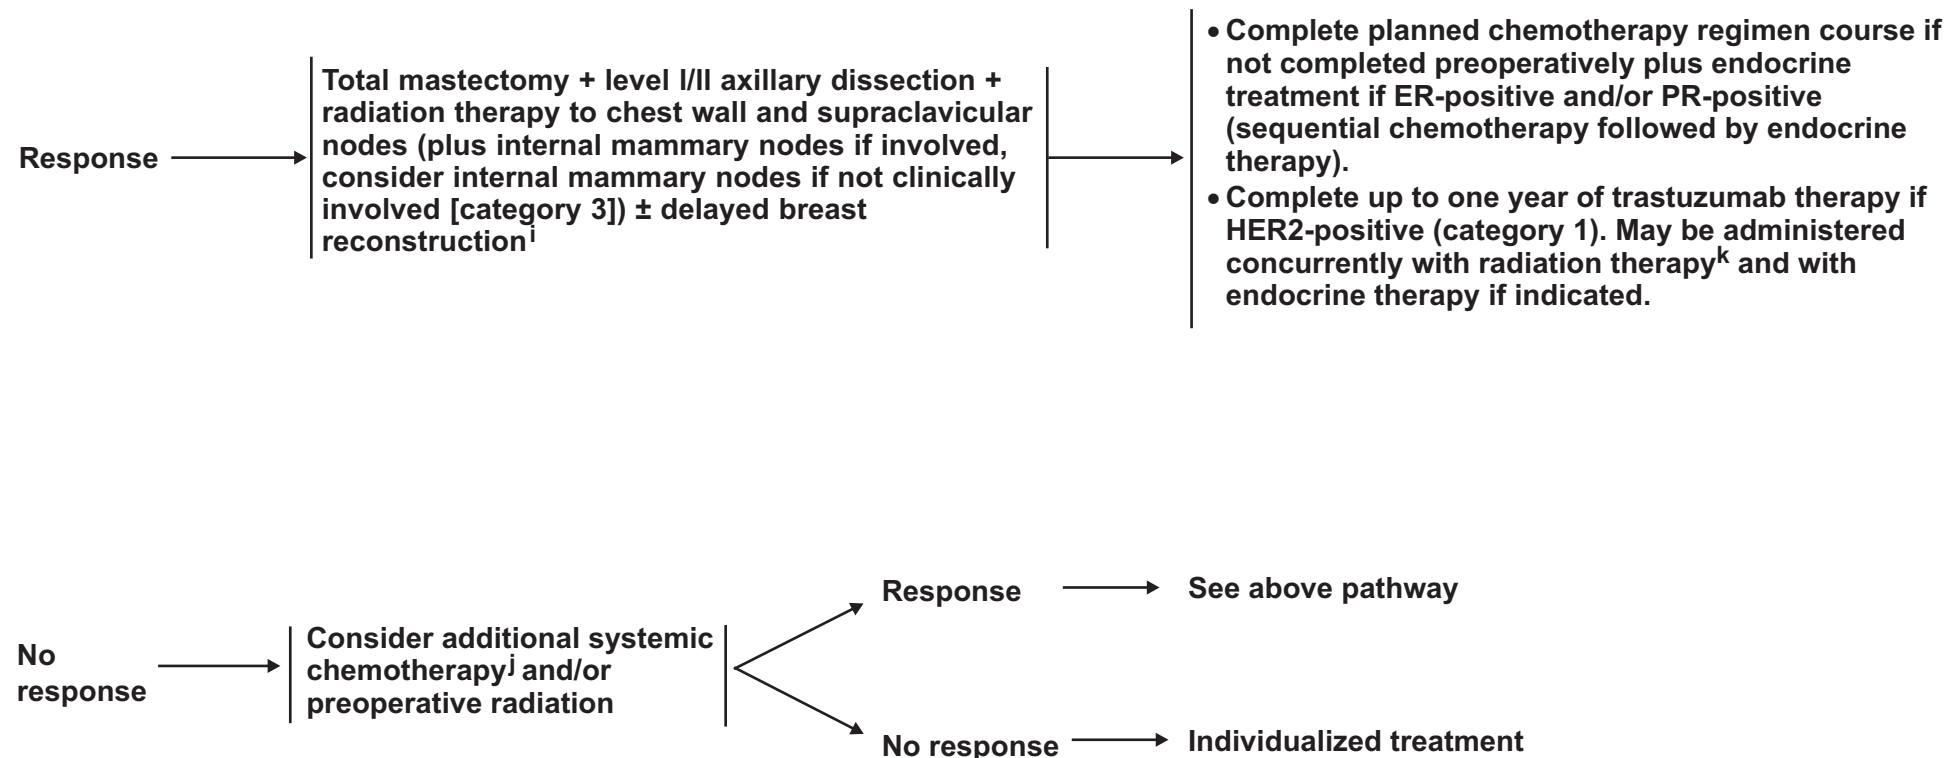 Response
Total mastectomy + level I/II axillary dissection +
radiation therapy to chest wall and supraclavicular
nodes (plus internal mammary nodes if involved,
consider internal mammary nodes if not clinically
involved [category 3]) ± delayed breast
reconstruction i
• Complete planned chemotherapy regimen course if
not completed preoperatively plus endocrine
treatment if ER-positive and/or PR-positive
(sequential chemotherapy followed by endocrine
therapy).
• Complete up to one year of trastuzumab therapy if
HER2-positive (category 1). May be administered
concurrently with radiation therapy k and with
endocrine therapy if indicated.
No
response
Consider additional systemic
chemotherapy j and/or
preoperative radiation
Response
See above pathway
No response
Individualized treatment